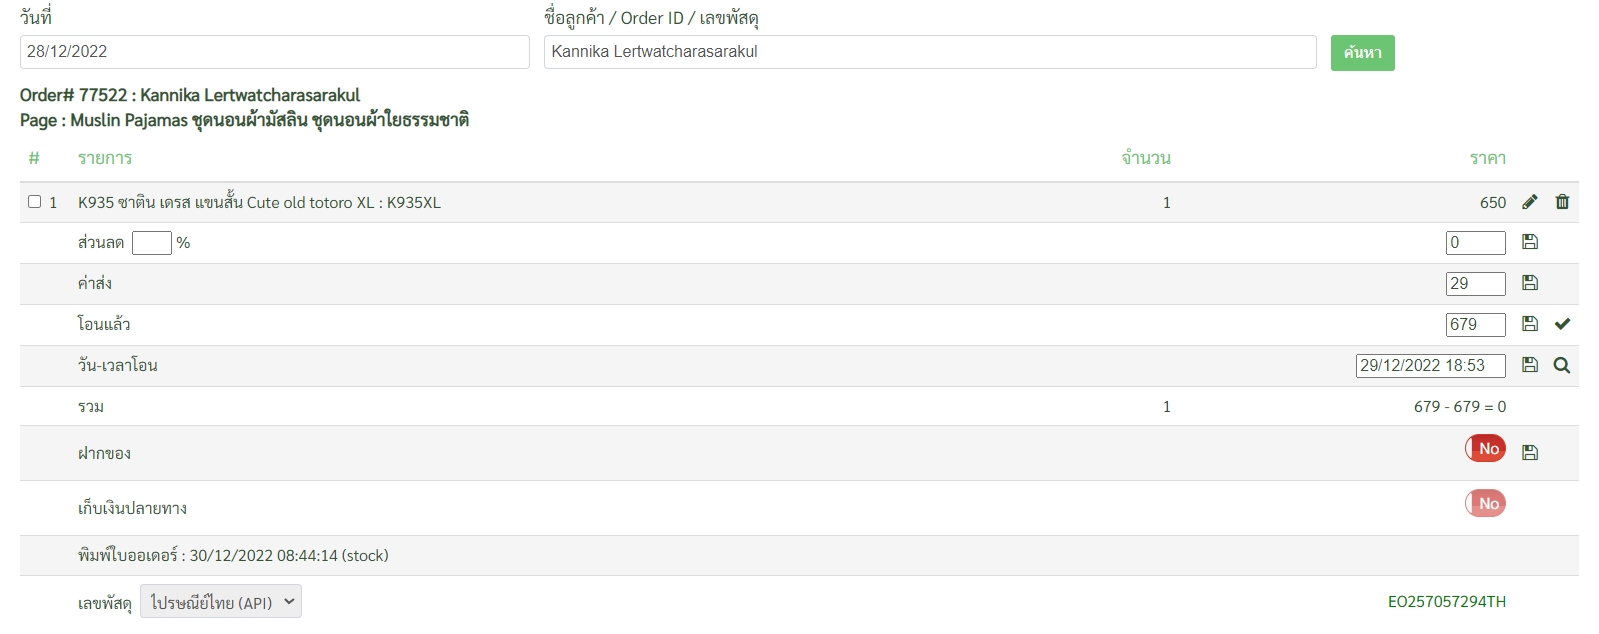 วันที่ ชื่อลูกค้า / Order ID / เลขพัสดุ
28/12/2022 Kannika Lertwatcharasarakul ค้นหา
Order# 77522 : Kannika Lertwatcharasarakul
Page : Muslin Pajamas ชุดนอนผ้ามัสลิน ชุดนอนผ้าใยธรรมชาติ
# รายการ จำนวน ราคา
1 K935 ซาติน เดรส แขนสั้น Cute old totoro XL : K935XL 1 650
ส่วนลด % 0
ค่าส่ง 29
โอนแล้ว 679
วัน-เวลาโอน 29/12/2022 18:53
รวม 1 679 - 679 = 0
ฝากของ No
เก็บเงินปลายทาง No
พิมพ์ใบออเดอร์ : 30/12/2022 08:44:14 (stock)
เลขพัสดุ ไปรษณีย์ไทย (API) EO257057294TH